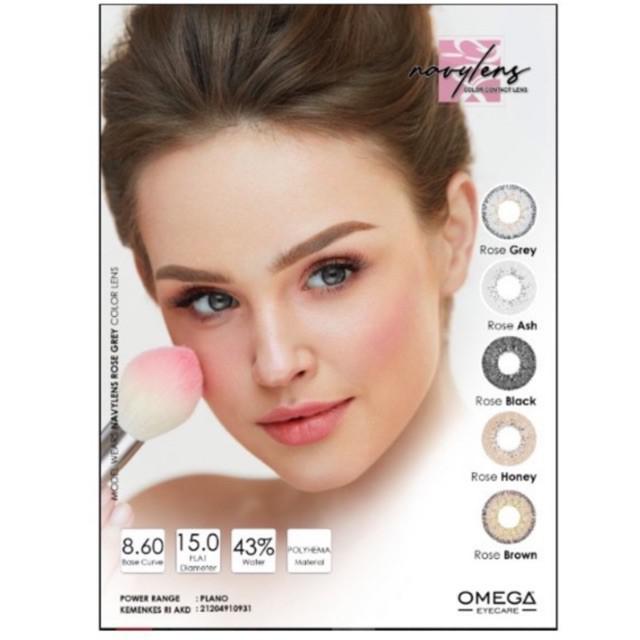 navylens
COLOR CONTACT LENS
Rose Grey
Rose Ash
Rose Black
Rose Honey
Rose Brown
MODEL WEARS NAVYLENS ROSE GREY COLOR LENS
8.60
Base Curve
15.0
FLAT
Diameter
43%
Water
POLYHEMA
Material
POWER RANGE : PLANO
KEMENKES RI AKD : 21204910931
OMEGA
EYECARE